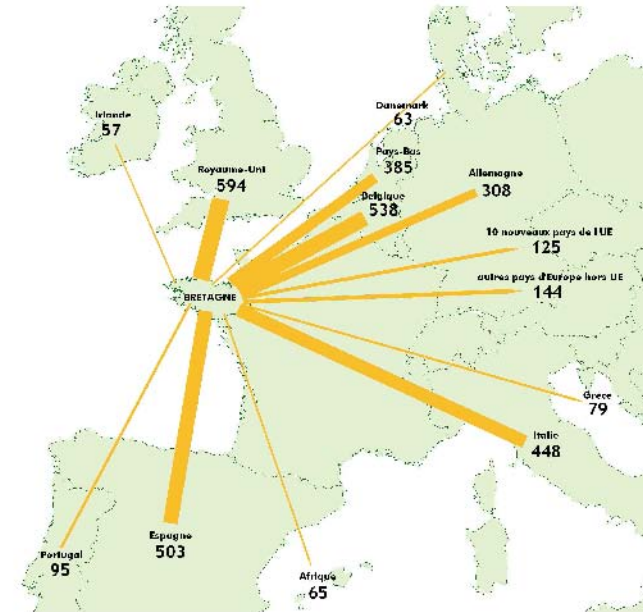 Danemark
63
Irlande
57
Pays-Bas
385
Royaume-Uni
594
Allemagne
308
Belgique
538
10 nouveaux pays de l'UE
125
autres pays d'Europe hors UE
144
BRETAGNE
Grece
79
Italie
448
Espagne
503
Portugal
95
Afrique
65